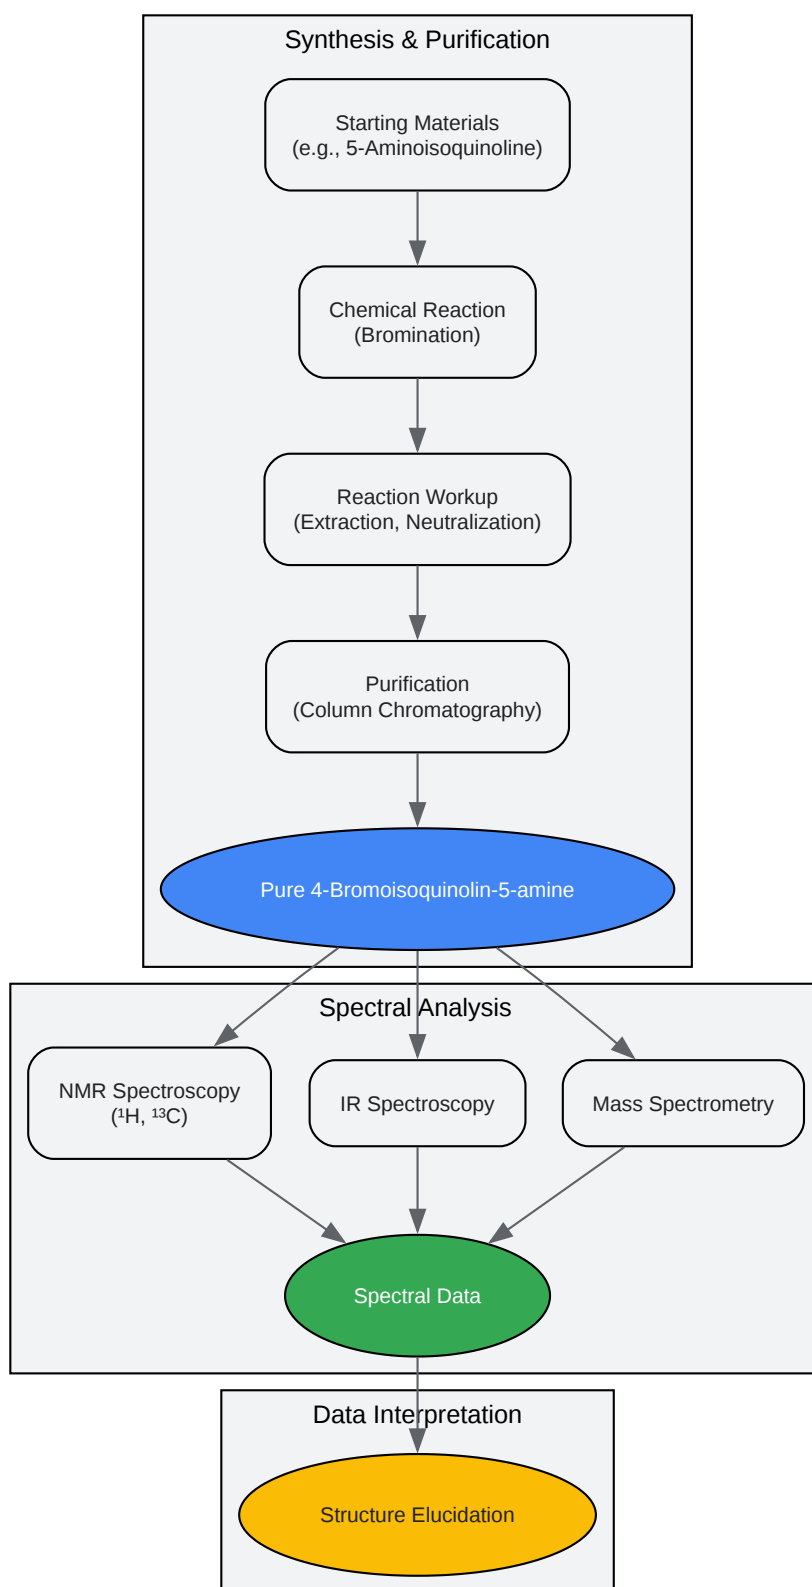 Synthesis & Purification
Starting Materials
(e.g., 5-Aminoisoquinoline)
Chemical Reaction
(Bromination)
Reaction Workup
(Extraction, Neutralization)
Purification
(Column Chromatography)
Pure 4-Bromoisoquinolin-5-amine
Spectral Analysis
NMR Spectroscopy
(¹H, ¹³C)
IR Spectroscopy
Mass Spectrometry
Spectral Data
Data Interpretation
Structure Elucidation